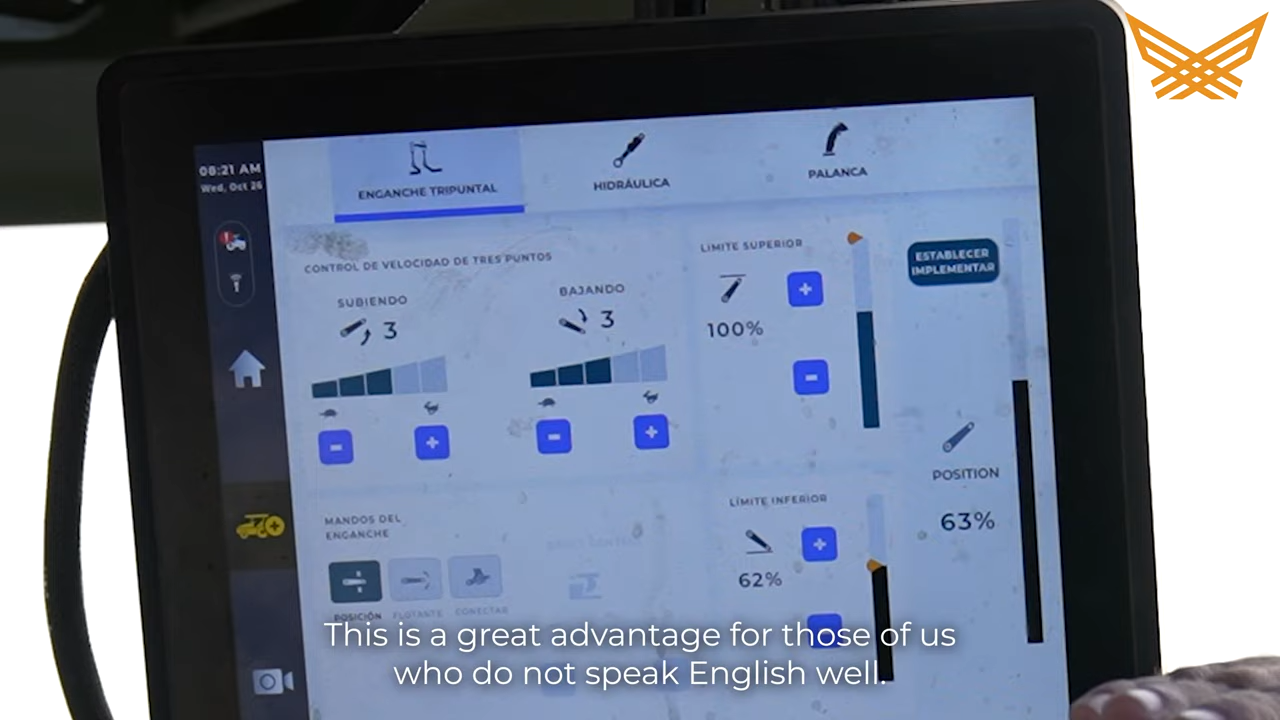 08:21 AM
Wed, Oct 26
ENGANCHE TRIPUNTAL
HIDRÁULICA
PALANCA
CONTROL DE VELOCIDAD DE TRES PUNTOS
SUBIENDO
3
BAJANDO
3
LIMITE SUPERIOR
100%
ESTABLECER
IMPLEMENTAR
POSITION
63%
LÍMITE INFERIOR
62%
MANDOS DEL
ENGANCHE
POSICIÓN
FLOTANTE
CONECTAR
This is a great advantage for those of us
who do not speak English well.